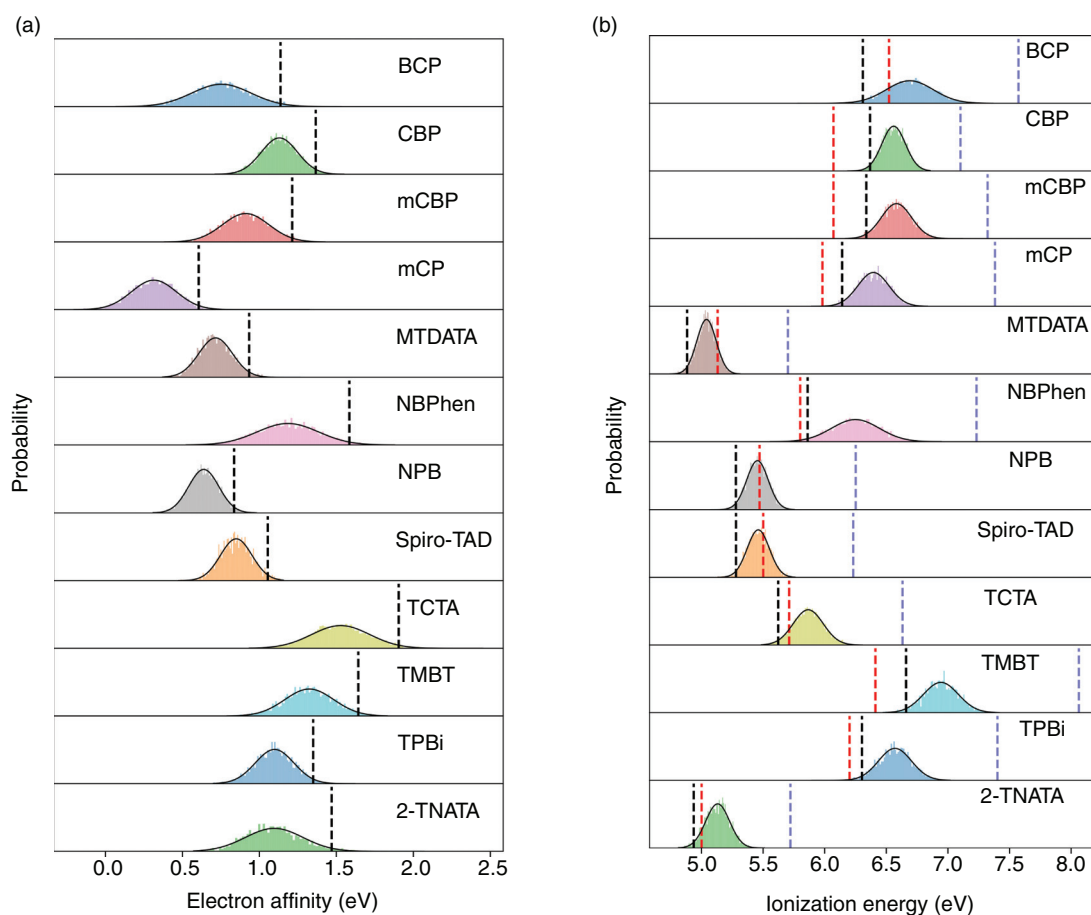 (a)
BCP
CBP
mCBP
mCP
MTDATA
NBPhen
NPB
Spiro-TAD
TCTA
TMBT
TPBi
2-TNATA
Probability
0.0 0.5 1.0 1.5 2.0 2.5
Electron affinity (eV)
(b)
BCP
CBP
mCBP
mCP
MTDATA
NBPhen
NPB
Spiro-TAD
TCTA
TMBT
TPBi
2-TNATA
Probability
5.0 5.5 6.0 6.5 7.0 7.5 8.0
Ionization energy (eV)